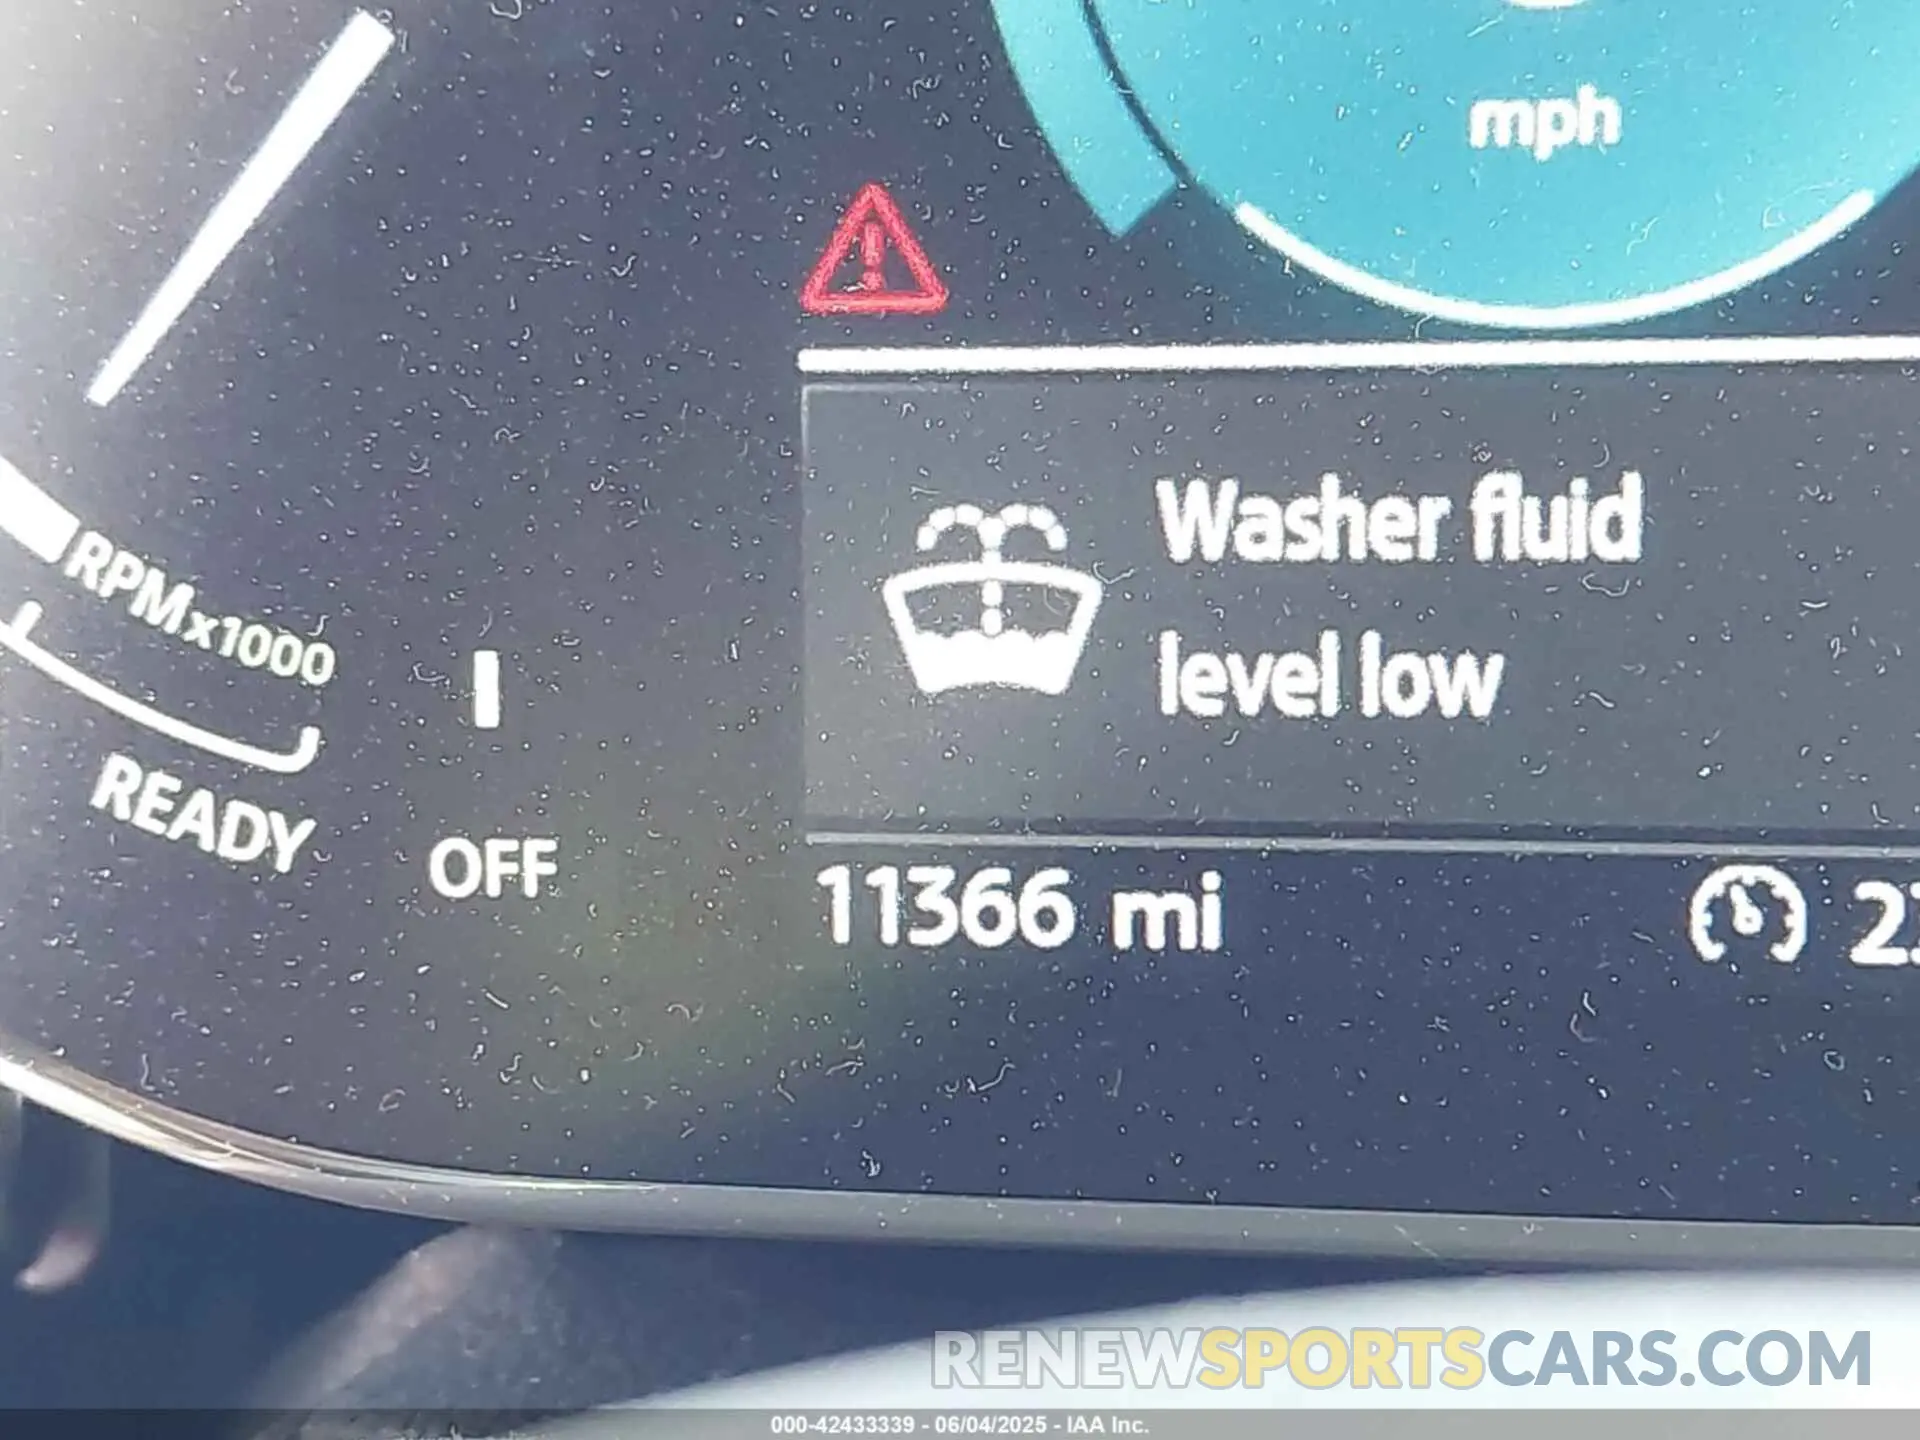 mph
Washer fluid
level low
RPMx1000
READY
OFF
11366 mi
RENEWSPORTSCARS.COM
000-42433339 - 06/04/2025 - IAA Inc.